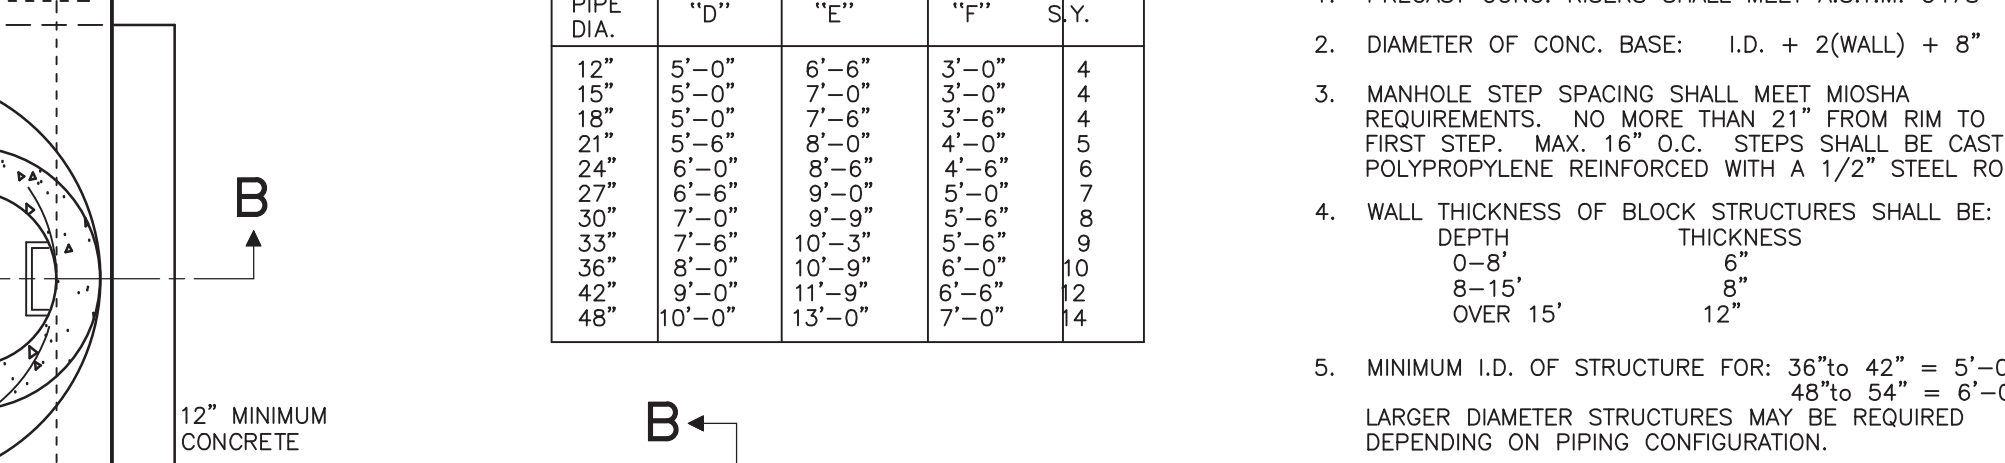 B
12” MINIMUM
CONCRETE
PIPE “D” “E” “F” S.Y.
DIA.
12” 5’–0” 6’–6” 3’–0” 4
15” 5’–0” 7’–0” 3’–0” 4
18” 5’–0” 7’–6” 3’–6” 4
21” 5’–6” 8’–0” 4’–0” 5
24” 6’–0” 8’–6” 4’–6” 6
27” 6’–6” 9’–0” 5’–0” 7
30” 7’–0” 9’–9” 5’–6” 8
33” 7’–6” 10’–3” 5’–6” 9
36” 8’–0” 10’–9” 6’–0” 10
42” 9’–0” 11’–9” 6’–6” 12
48” 10’–0” 13’–0” 7’–0” 14
B
PRECAST CONC. RISERS SHALL MEET A.S.T.M.
2. DIAMETER OF CONC. BASE: I.D. + 2(WALL) + 8”
3. MANHOLE STEP SPACING SHALL MEET MIOSHA
REQUIREMENTS. NO MORE THAN 21” FROM RIM TO
FIRST STEP. MAX. 16” O.C. STEPS SHALL BE CAST
POLYPROPYLENE REINFORCED WITH A 1/2” STEEL RO
4. WALL THICKNESS OF BLOCK STRUCTURES SHALL BE:
DEPTH THICKNESS
0–8’ 6”
8–15’ 8”
OVER 15’ 12”
5. MINIMUM I.D. OF STRUCTURE FOR: 36”to 42” = 5’–0
48”to 54” = 6’–0
LARGER DIAMETER STRUCTURES MAY BE REQUIRED
DEPENDING ON PIPING CONFIGURATION.